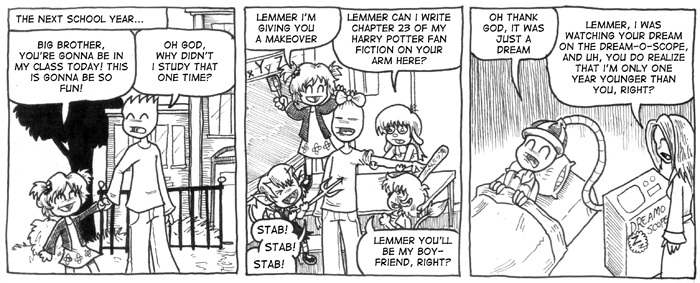 THE NEXT SCHOOL YEAR...
BIG BROTHER,
YOU'RE GONNA BE IN
MY CLASS TODAY! THIS
IS GONNA BE SO
FUN!
OH GOD,
WHY DIDN'T
I STUDY THAT
ONE TIME?
LEMMER I'M
GIVING YOU
A MAKEOVER
LEMMER CAN I WRITE
CHAPTER 23 OF MY
HARRY POTTER FAN
FICTION ON YOUR
ARM HERE?
STAB!
STAB!
STAB!
LEMMER YOU'LL
BE MY BOY-
FRIEND, RIGHT?
OH THANK
GOD, IT WAS
JUST A
DREAM
LEMMER, I WAS
WATCHING YOUR DREAM
ON THE DREAM-O-SCOPE,
AND UH, YOU DO REALIZE
THAT I'M ONLY ONE
YEAR YOUNGER THAN
YOU, RIGHT?
DREAMO
SCOPE